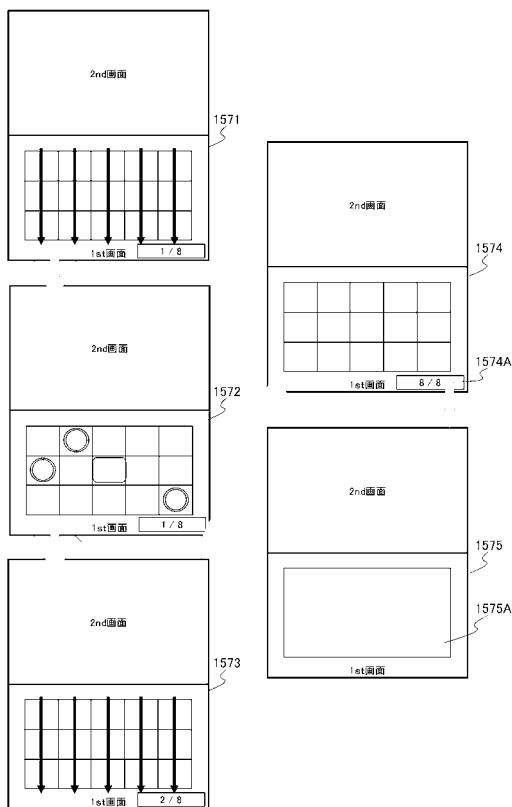 2nd画面
1571
1st画面
1 / 8
2nd画面
1572
1st画面
1 / 8
2nd画面
1573
1st画面
2 / 8
2nd画面
1574
1574A
1st画面
8 / 8
2nd画面
1575
1575A
1st画面